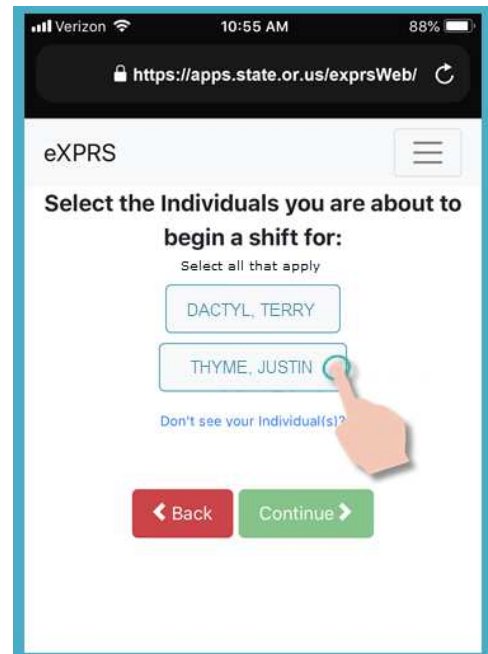 Verizon 10:55 AM 88%
https://apps.state.or.us/exprsWeb/
eXPRS
Select the Individuals you are about to
begin a shift for:
Select all that apply
DACTYL, TERRY
THYME, JUSTIN
Don't see your Individual(s)?
Back Continue